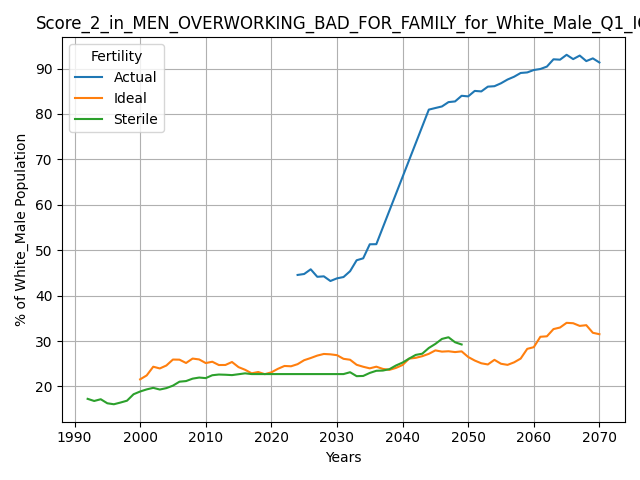 Score_2_in_MEN_OVERWORKING_BAD_FOR_FAMILY_for_White_Male_Q1_
Fertility
Actual
Ideal
Sterile
% of White_Male Population
90
80
70
60
50
40
30
20
1990 2000 2010 2020 2030 2040 2050 2060 2070
Years